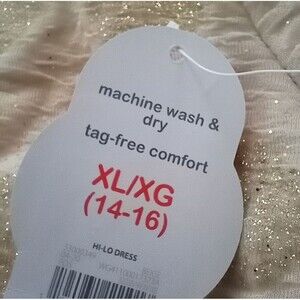 machine wash &
dry
tag-free comfort
XL/XG
(14-16)
HI-LO DRESS